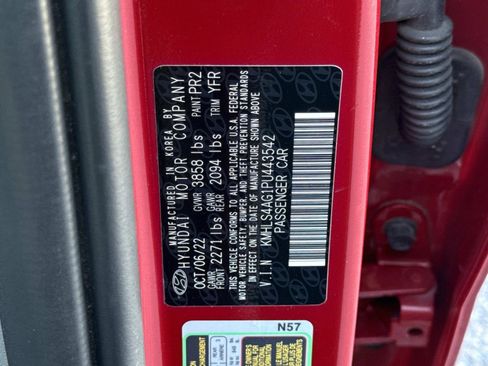 MANUFACTURED IN KOREA BY
HYUNDAI MOTOR COMPANY
OCT/06/22 GVWR 3858 lbs PAINT PR2
GAWR FRONT 2271 lbs GAWR REAR 2094 lbs TRIM YFR
THIS VEHICLE CONFORMS TO ALL APPLICABLE U.S.A. FEDERAL
MOTOR VEHICLE SAFETY, BUMPER, AND THEFT PREVENTION STANDARDS
IN EFFECT ON THE DATE OF MANUFACTURE SHOWN ABOVE.
V.I.N KMHLS4AG1PU443542
PASSENGER CAR
N57